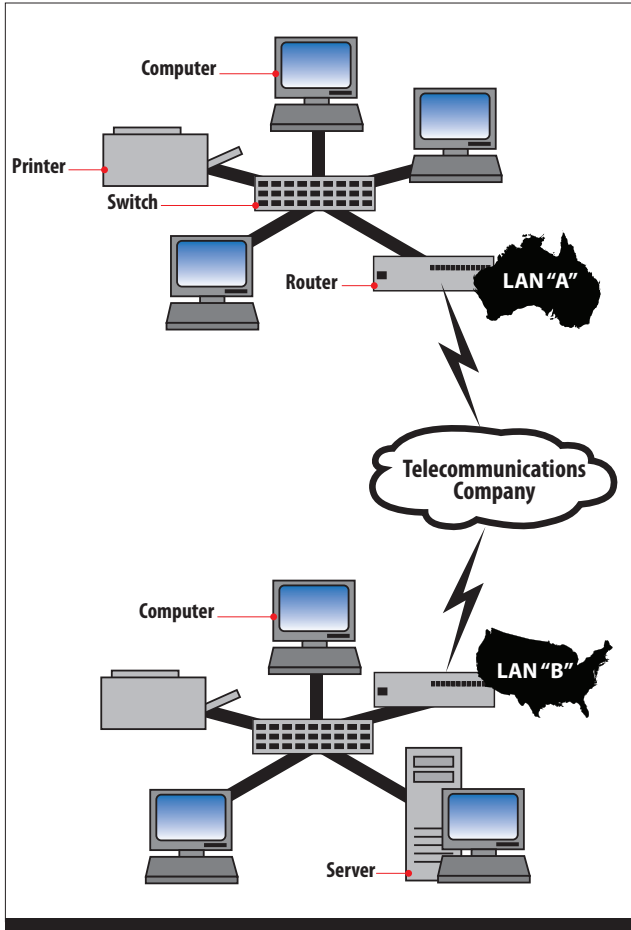 Computer
Printer
Switch
Router
LAN "A"
Telecommunications
Company
Computer
LAN "B"
Server